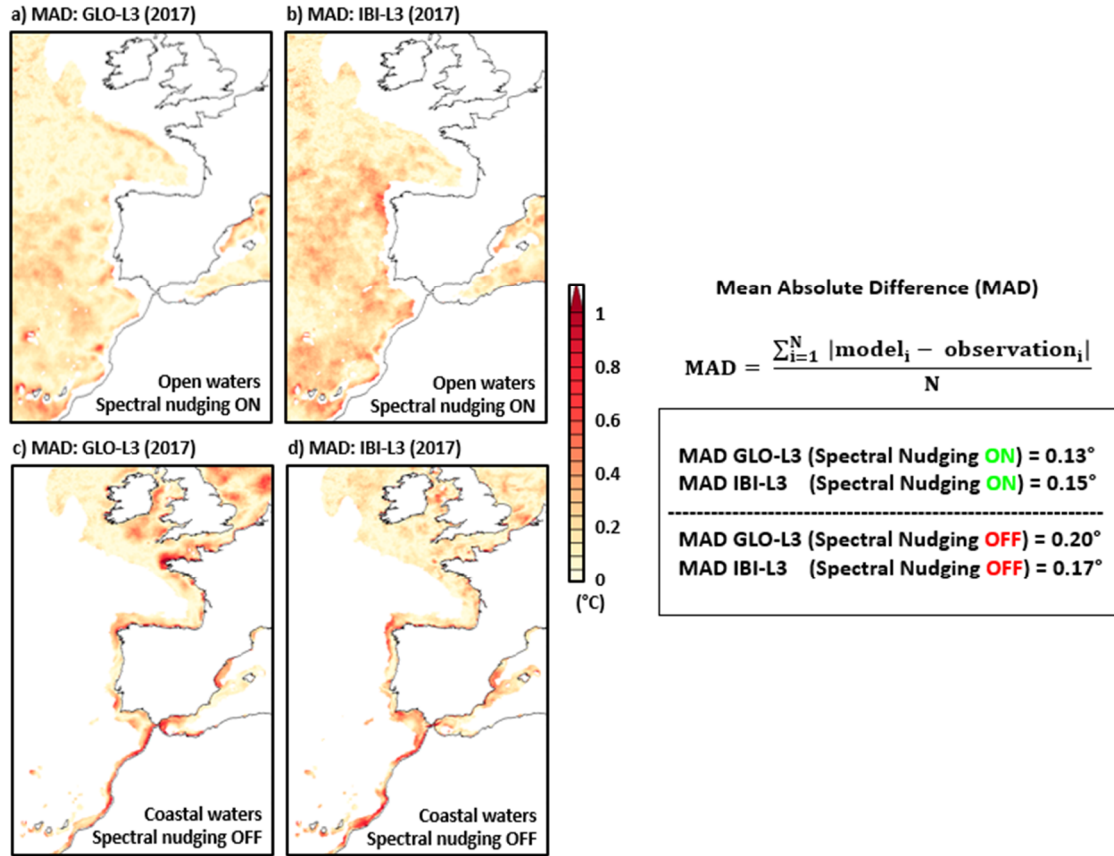 a) MAD: GLO-L3 (2017)
b) MAD: IBI-L3 (2017)
Open waters
Spectral nudging ON
Open waters
Spectral nudging ON
c) MAD: GLO-L3 (2017)
d) MAD: IBI-L3 (2017)
Coastal waters
Spectral nudging OFF
Coastal waters
Spectral nudging OFF
1
0.8
0.6
0.4
0.2
0
(°C)
Mean Absolute Difference (MAD)
MAD = ∑ᴺᵢ₌₁ |modelᵢ − observationᵢ| / N
MAD GLO-L3 (Spectral Nudging ON) = 0.13°
MAD IBI-L3 (Spectral Nudging ON) = 0.15°
MAD GLO-L3 (Spectral Nudging OFF) = 0.20°
MAD IBI-L3 (Spectral Nudging OFF) = 0.17°